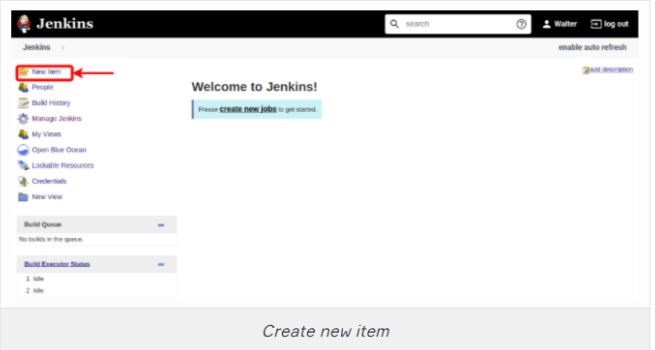 Jenkins
search
Walter
log out
Jenkins
enable auto refresh
New Item
add description
People
Build History
Manage Jenkins
My Views
Open Blue Ocean
Lockable Resources
Credentials
New View
Welcome to Jenkins!
Please create new jobs to get started.
Build Queue
No builds in the queue.
Build Executor Status
1 Idle
2 Idle
Create new item